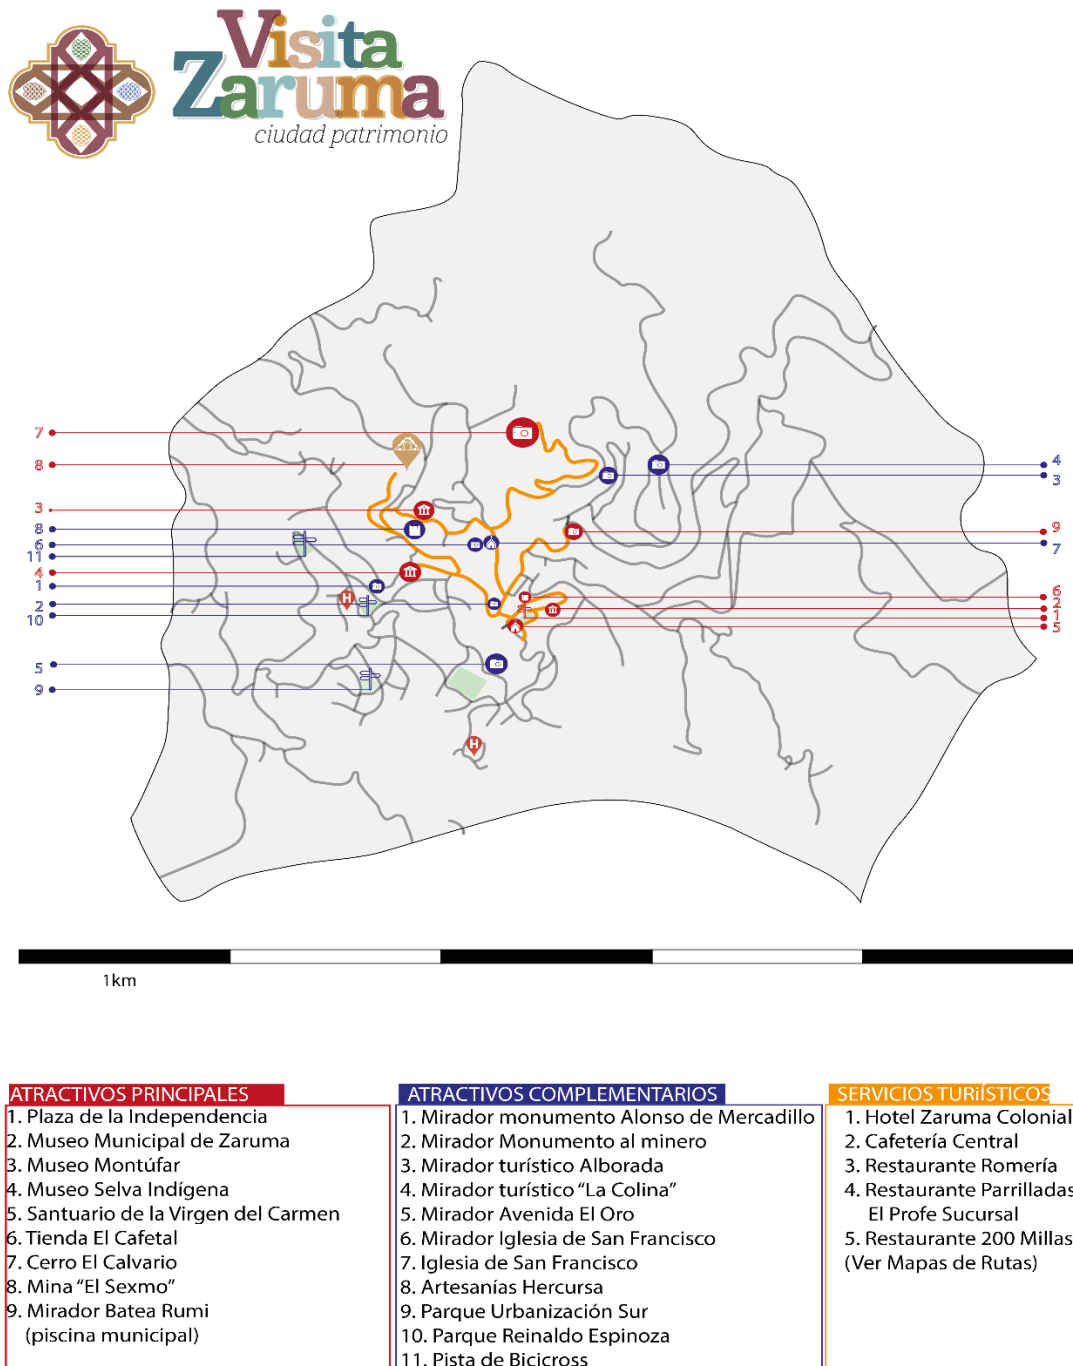 Visita
Zaruma
ciudad patrimonio
7
8
3
8
6
11
4
1
2
10
5
9
4
3
9
7
6
2
1
5
H
H
1km
ATRACTIVOS PRINCIPALES
1. Plaza de la Independencia
2. Museo Municipal de Zaruma
3. Museo Montúfar
4. Museo Selva Indígena
5. Santuario de la Virgen del Carmen
6. Tienda El Cafetal
7. Cerro El Calvario
8. Mina “El Sexmo”
9. Mirador Batea Rumi
(piscina municipal)
ATRACTIVOS COMPLEMENTARIOS
1. Mirador monumento Alonso de Mercadillo
2. Mirador Monumento al minero
3. Mirador turístico Alborada
4. Mirador turístico “La Colina”
5. Mirador Avenida El Oro
6. Mirador Iglesia de San Francisco
7. Iglesia de San Francisco
8. Artesanías Hercursa
9. Parque Urbanización Sur
10. Parque Reinaldo Espinoza
11. Pista de Bicicross
SERVICIOS TURiíSTICOS
1. Hotel Zaruma Colonial
2. Cafetería Central
3. Restaurante Romería
4. Restaurante Parrilladas
El Profe Sucursal
5. Restaurante 200 Millas
(Ver Mapas de Rutas)